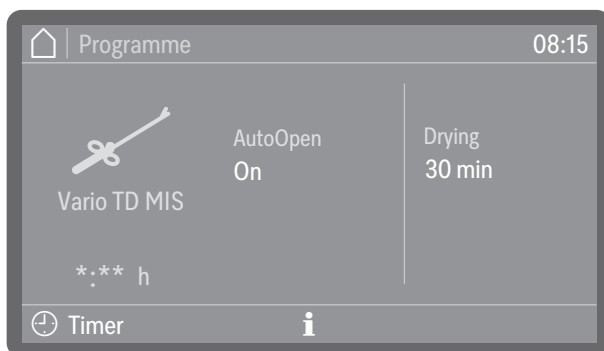 Programme
08:15
AutoOpen
On
Drying
30 min
Vario TD MIS
*:** h
Timer
i